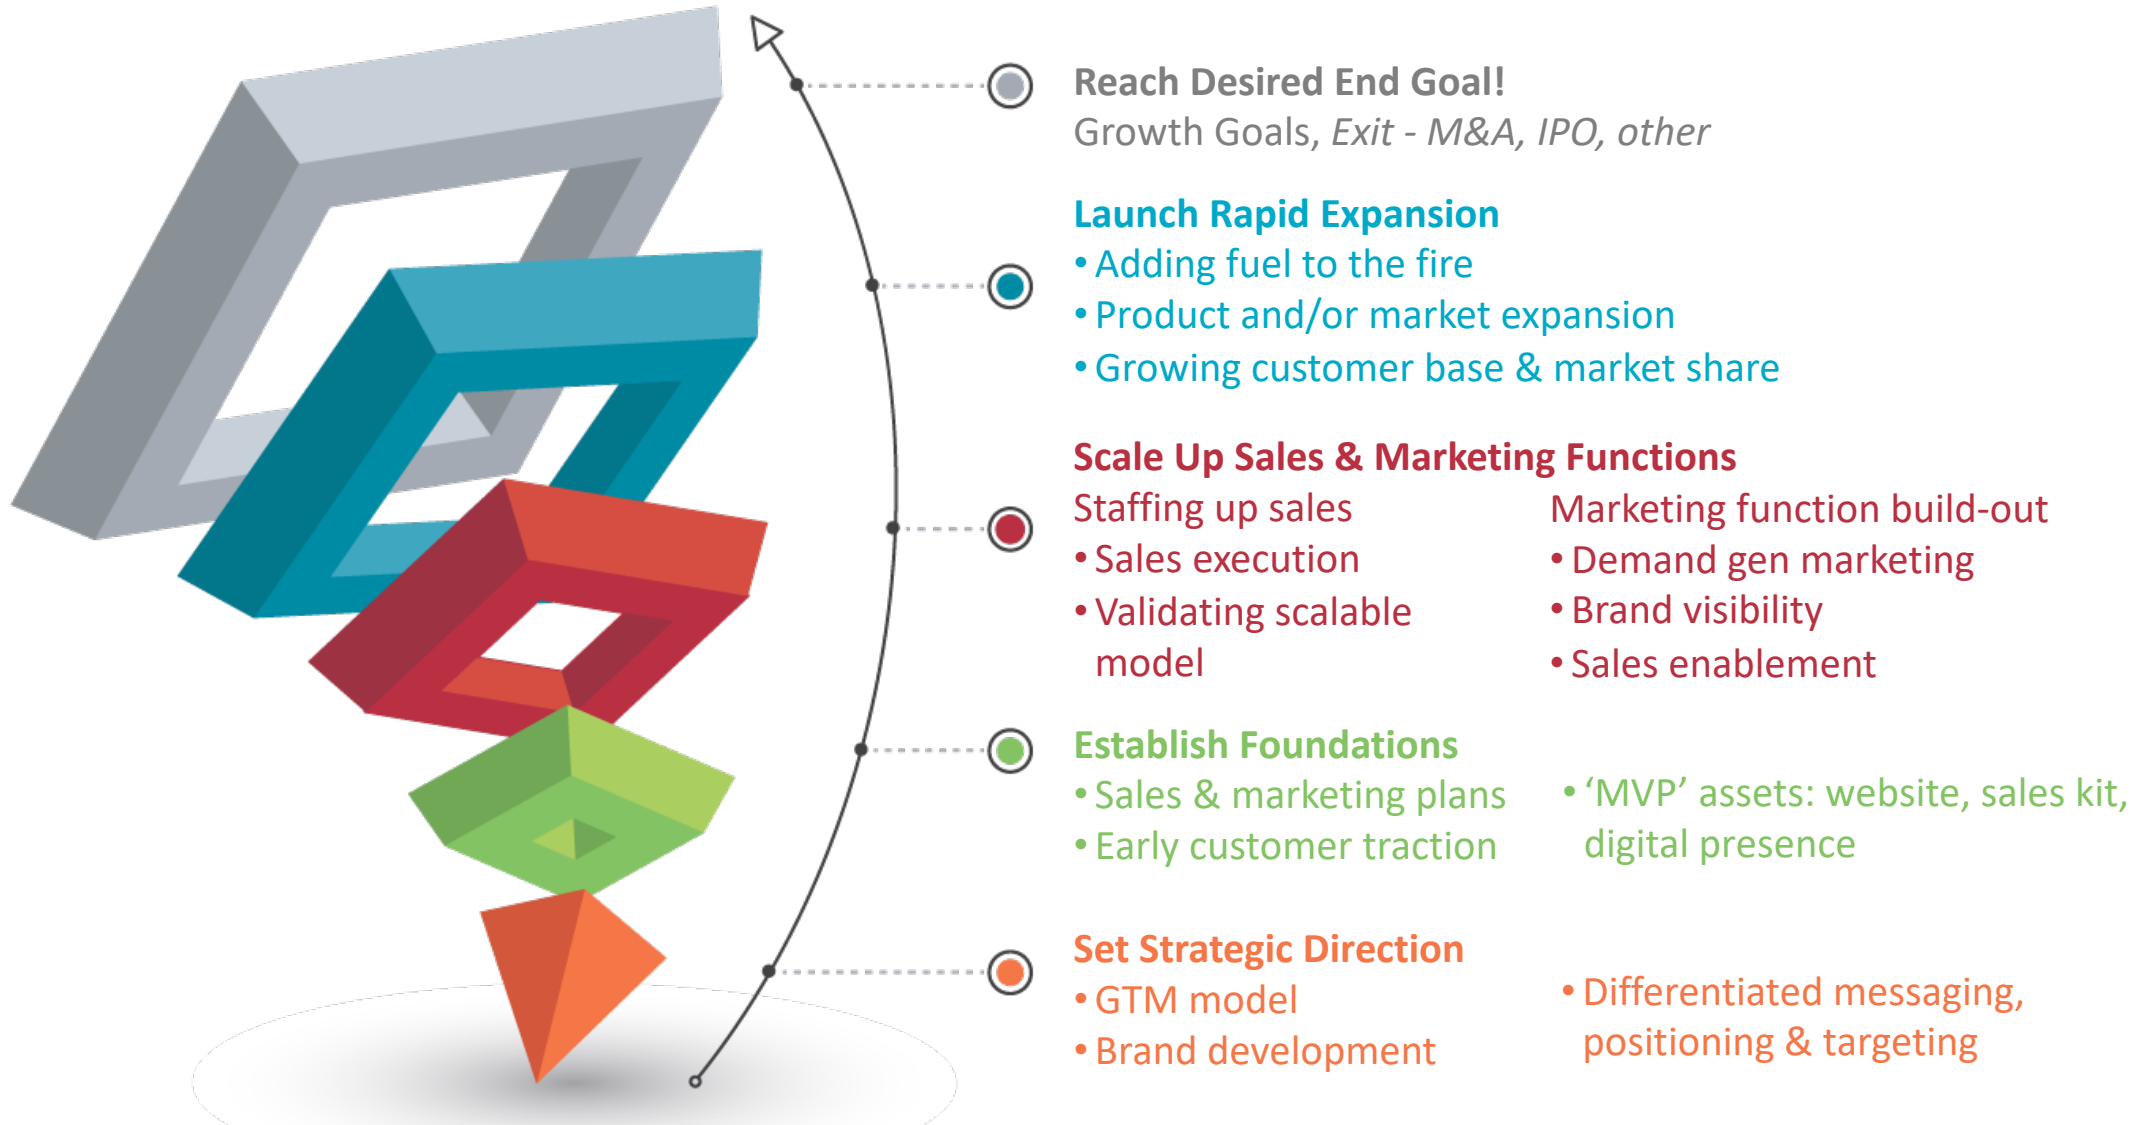 Reach Desired End Goal!
Growth Goals, Exit - M&A, IPO, other
Launch Rapid Expansion
• Adding fuel to the fire
• Product and/or market expansion
• Growing customer base & market share
Scale Up Sales & Marketing Functions
Staffing up sales
• Sales execution
• Validating scalable
model
Marketing function build-out
• Demand gen marketing
• Brand visibility
• Sales enablement
Establish Foundations
• Sales & marketing plans
• Early customer traction
• ‘MVP’ assets: website, sales kit,
digital presence
Set Strategic Direction
• GTM model
• Brand development
• Differentiated messaging,
positioning & targeting